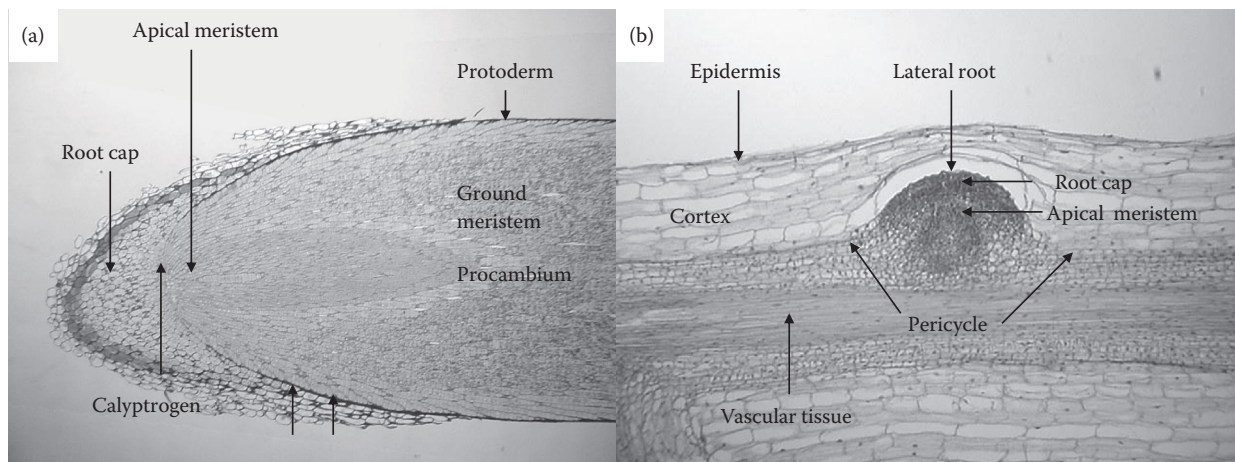 (a)
Apical meristem
Protoderm
Root cap
Ground
meristem
Procambium
Calyptrogen
(b)
Epidermis
Lateral root
Root cap
Cortex
Apical meristem
Pericycle
Vascular tissue